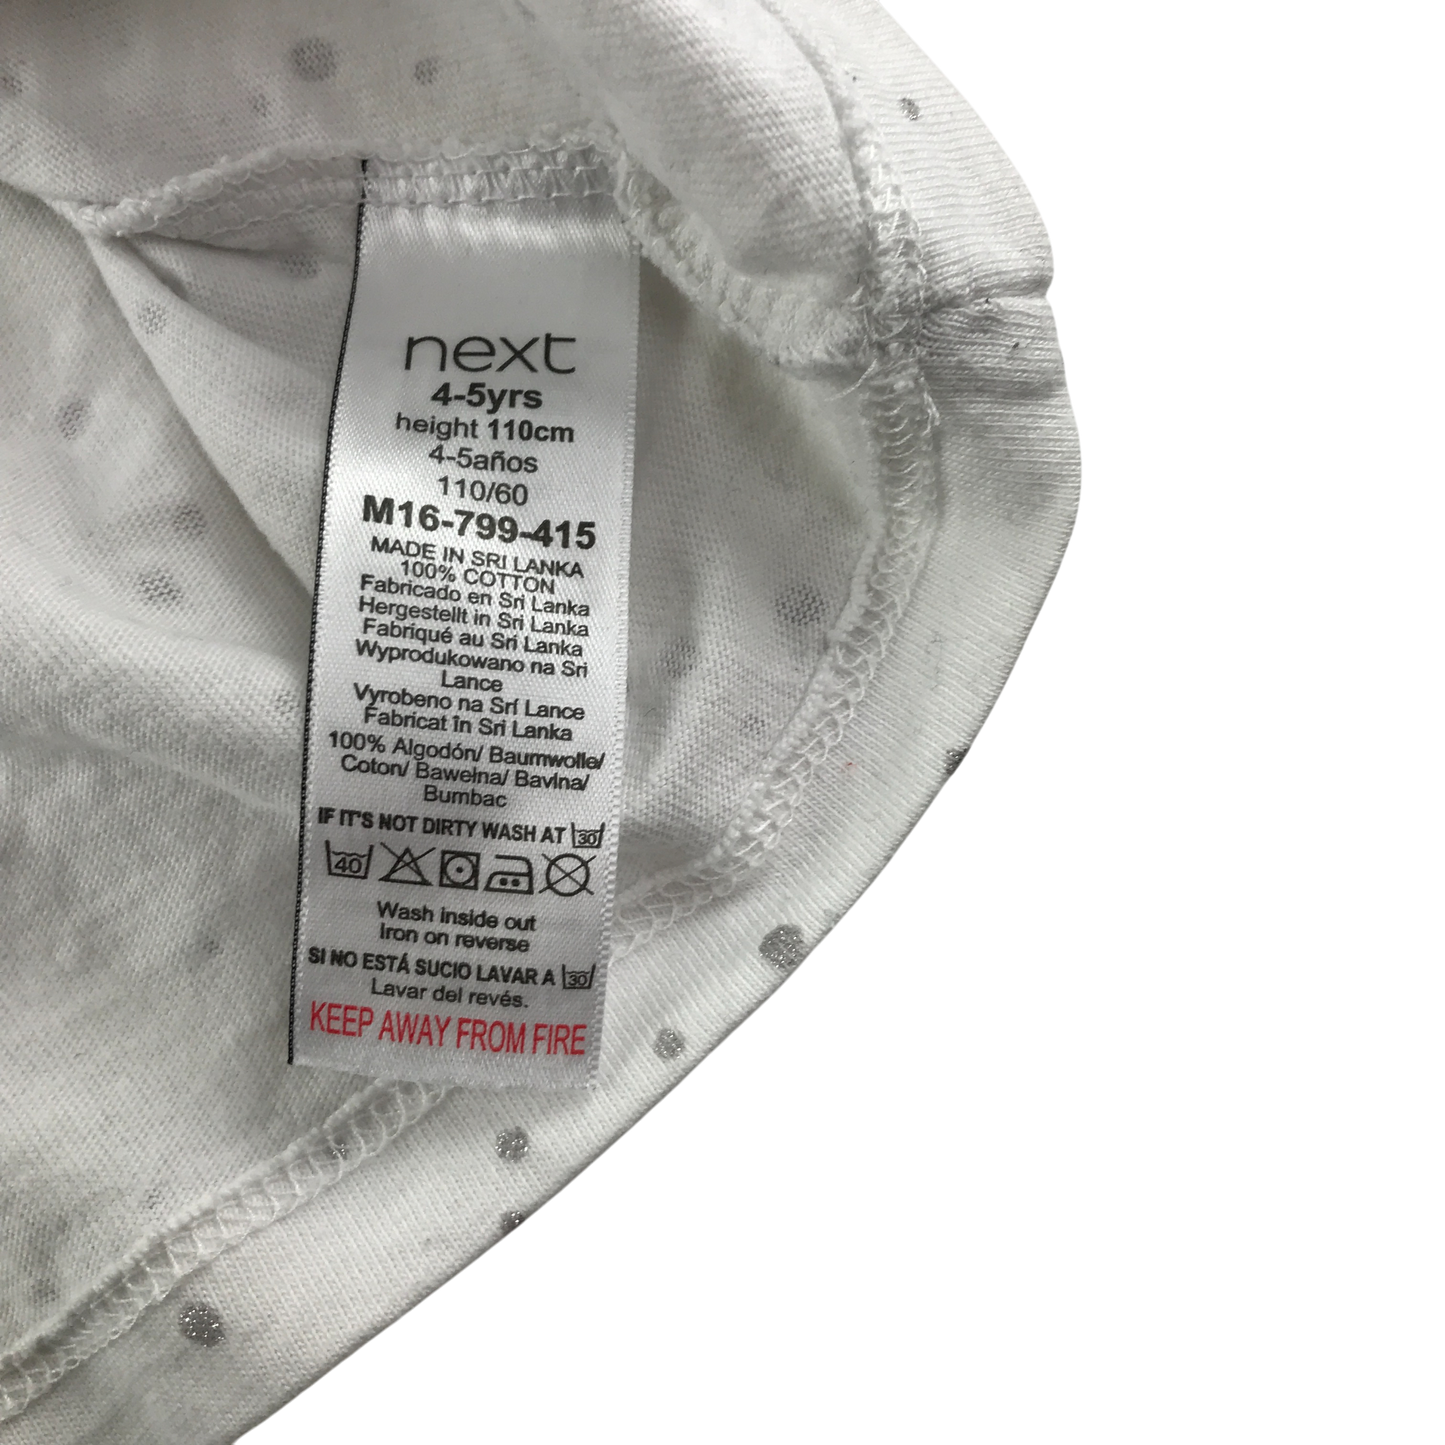 next
4-5yrs
height 110cm
4-5años
110/60
M16-799-415
MADE IN SRI LANKA
100% COTTON
Fabricado en Sri Lanka
Hergestellt in Sri Lanka
Fabriqué au Sri Lanka
Wyprodukowano na Sri
Lance
Vyrobeno na Srí Lance
Fabricat în Sri Lanka
100% Algodón/ Baumwolle/
Coton/ Bawełna/ Bavlna/
Bumbac
IF IT'S NOT DIRTY WASH AT 30
40
Wash inside out
Iron on reverse
SI NO ESTÁ SUCIO LAVAR A 30
Lavar del revés.
KEEP AWAY FROM FIRE